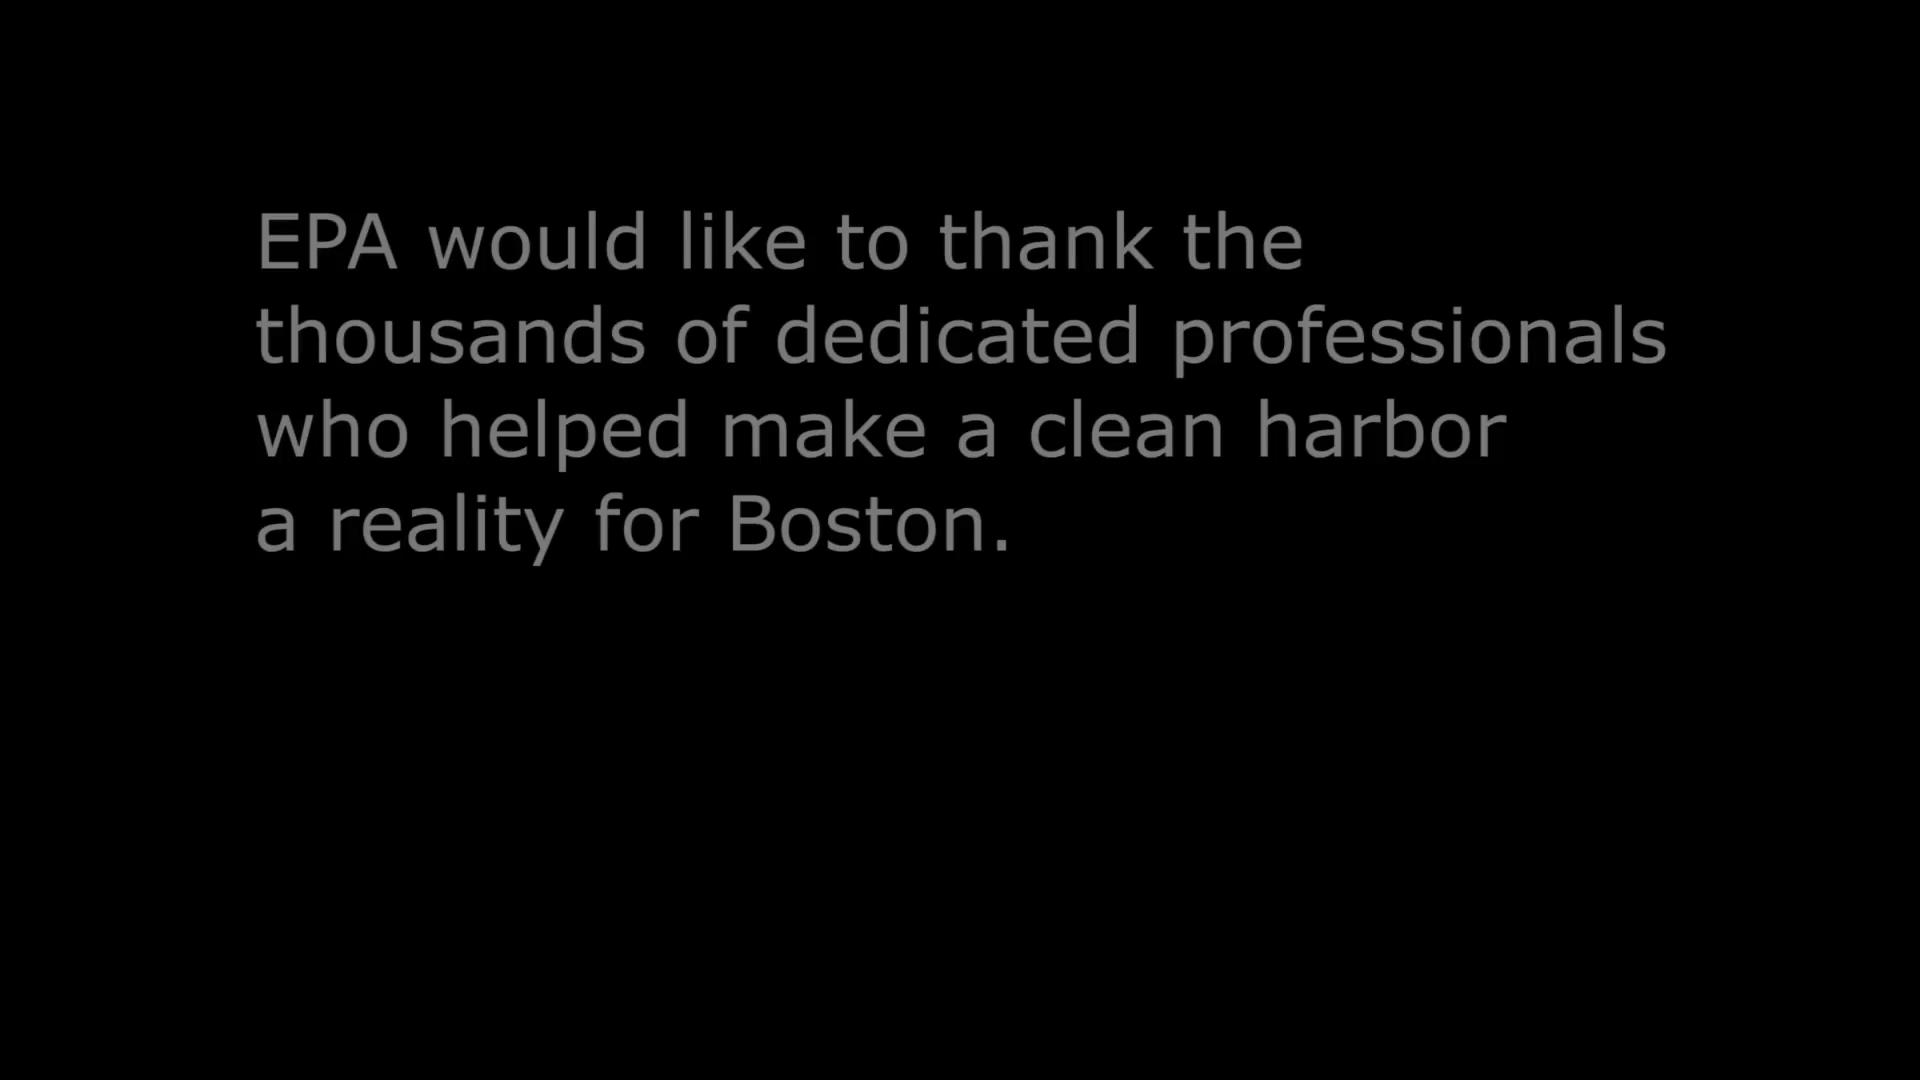 EPA would like to thank the
thousands of dedicated professionals
who helped make a clean harbor
a reality for Boston.